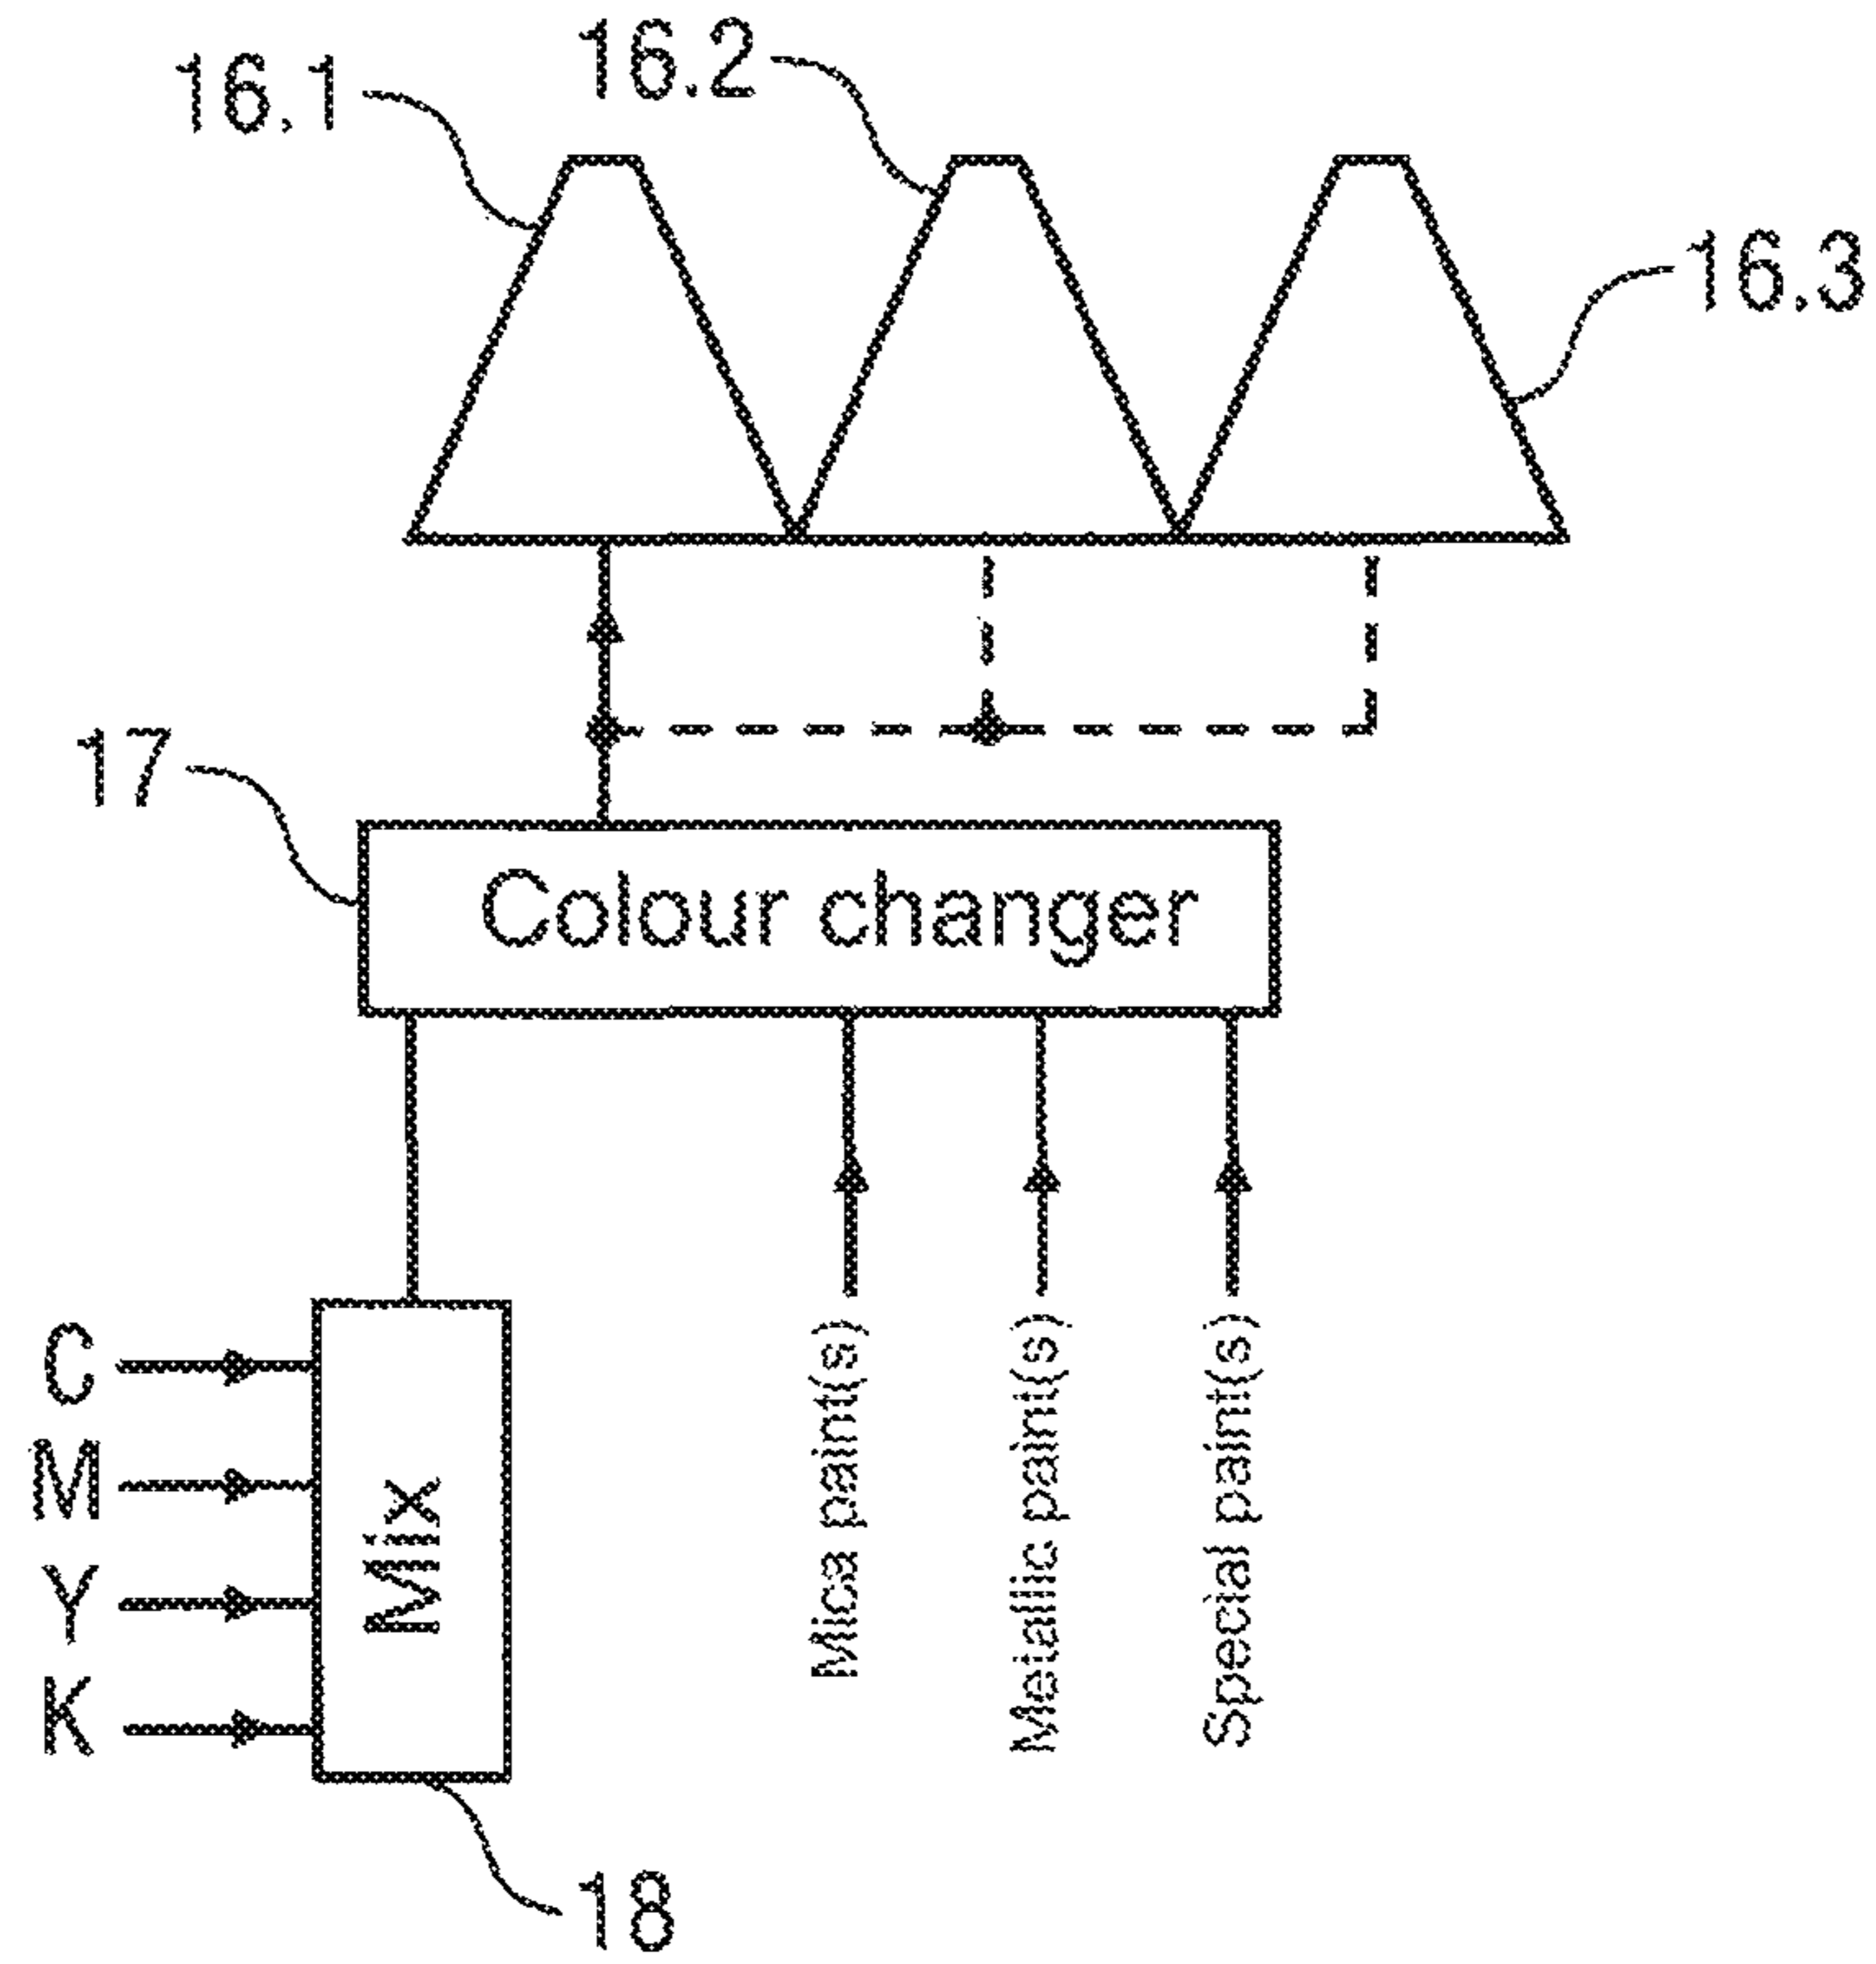 16.1
16.2
16.3
17
Colour changer
C
M
Y
K
Mix
Mica paint(s)
Metallic paint(s)
Special paint(s)
18